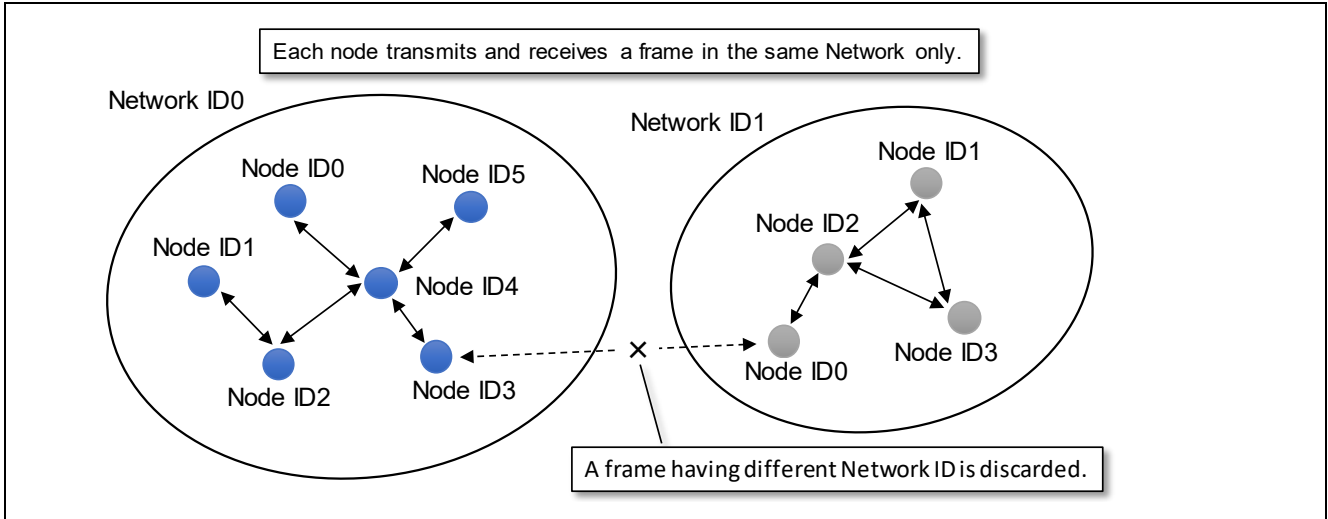 Each node transmits and receives a frame in the same Network only.
Network ID0
Network ID1
Node ID0
Node ID5
Node ID1
Node ID4
Node ID2
Node ID3
Node ID1
Node ID2
Node ID3
Node ID0
×
A frame having different Network ID is discarded.